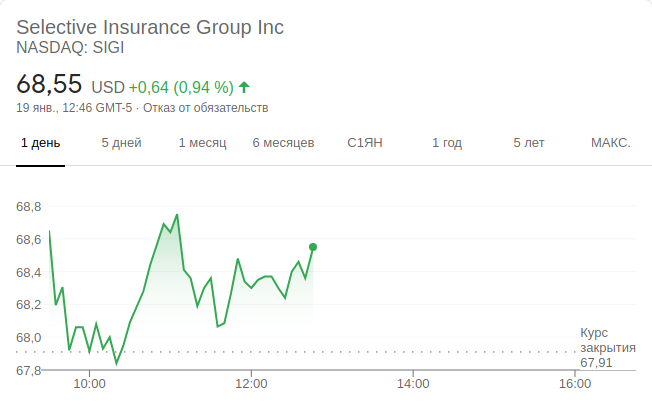 Selective Insurance Group Inc
NASDAQ: SIGI
68,55 USD +0,64 (0,94 %)
19 янв., 12:46 GMT-5 · Отказ от обязательств
1 день 5 дней 1 месяц 6 месяцев С1ЯН 1 год 5 лет МАКС.
68,8
68,6
68,4
68,2
68,0
67,8
Курс
закрытия
67,91
10:00 12:00 14:00 16:00